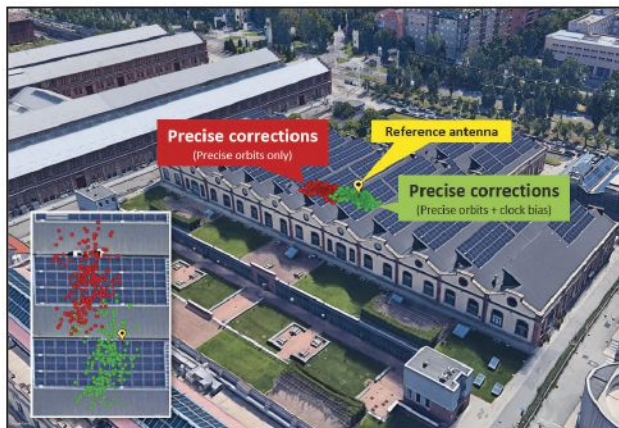 Precise corrections
(Precise orbits only)
Reference antenna
Precise corrections
(Precise orbits + clock bias)